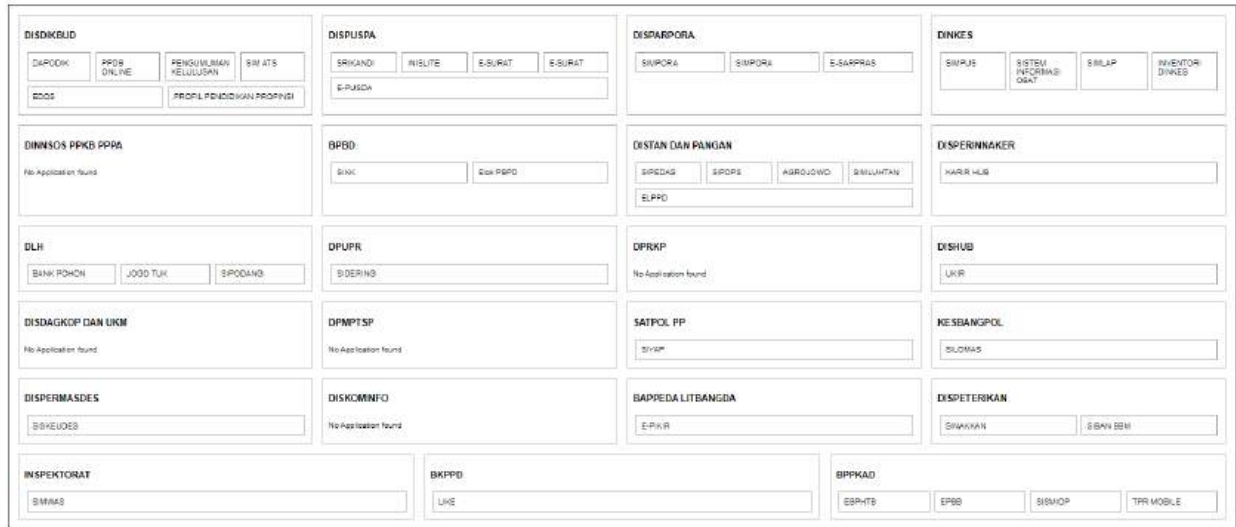 DISDIKBUD
DAPODIK
PPDB
ONLINE
PENGUMUMAN
KELULUSAN
SIM ATS
EDOS
PROFIL PENDIDIKAN PROPINSI
DISPUSPA
SRIKANDI
INISLITE
E-SURAT
E-SURAT
E-PUSDA
DISPARPORA
SIMPORA
SIMPORA
E-SARPRAS
DINKES
SIMPUS
SISTEM
INFORMASI
OBAT
SIMLAP
INVENTORI
DINKES
DINNSOS PPKB PPPA
No Application found
BPBD
SIKK
DISTAN DAN PANGAN
SIPEDAS
SIPOPS
AGROJOWO
SIMLUHTAN
ELPPD
DISPERINNAKER
KARIR HUB
DLH
BANK POHON
JOGO TUK
SIPODANG
DPUPR
SIDERING
DPRKP
No Application found
DISHUB
UKIR
DISDAGKOP DAN UKM
No Application found
DPMPTSP
No Application found
SATPOL PP
SIYAP
KESBANGPOL
SILOMAS
DISPERMASDES
SISKEUDES
DISKOMINFO
No Application found
BAPPEDA LITBANGDA
E-PIKIR
DISPETERIKAN
SINAKKAN
SIBAN BBM
INSPEKTORAT
SIMWAS
BKPPD
UKE
BPPKAD
EBPHTB
EPBB
SISMIOP
TPR MOBILE